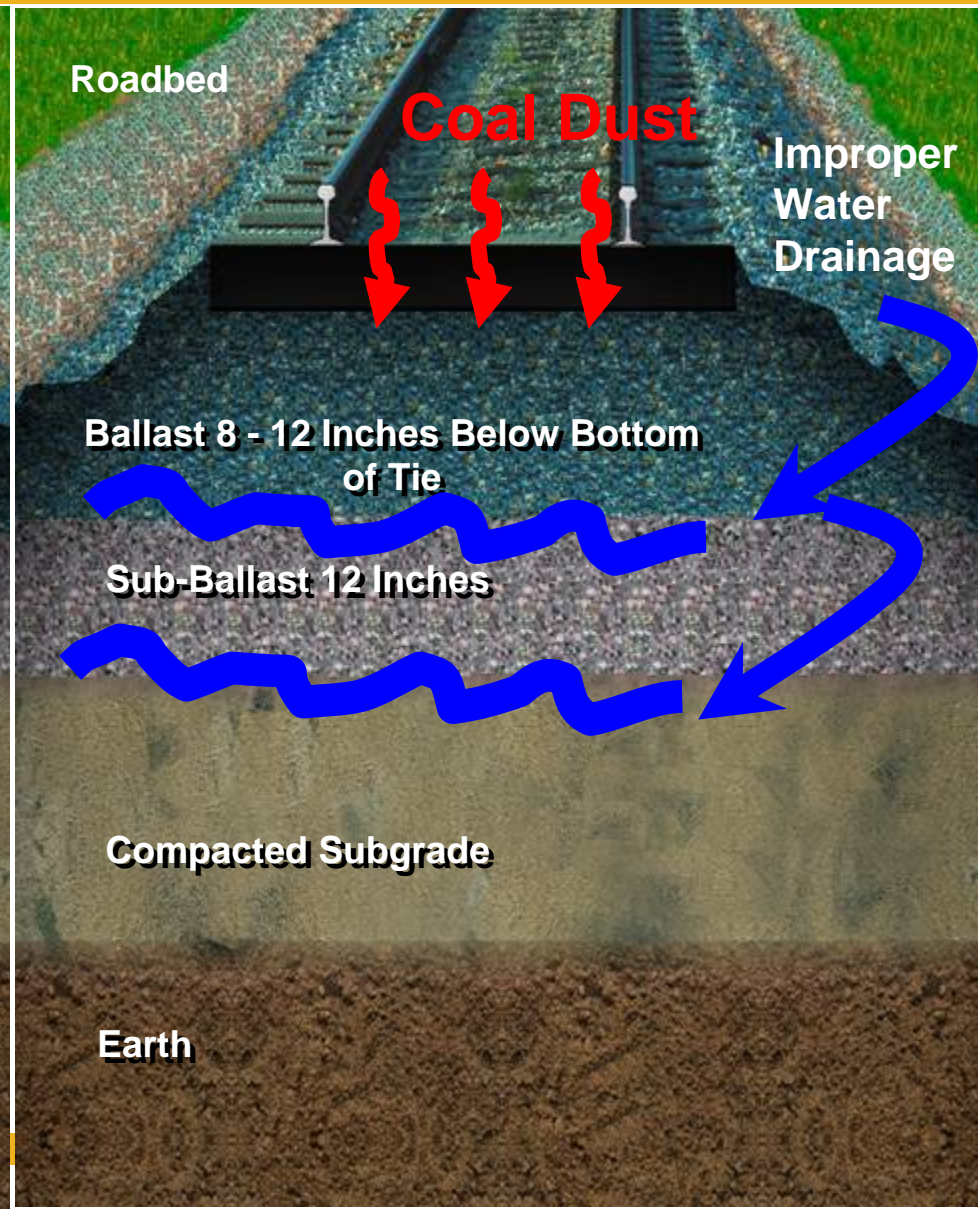 Roadbed
Coal Dust
Improper
Water
Drainage
Ballast 8 - 12 Inches Below Bottom
of Tie
Sub-Ballast 12 Inches
Compacted Subgrade
Earth